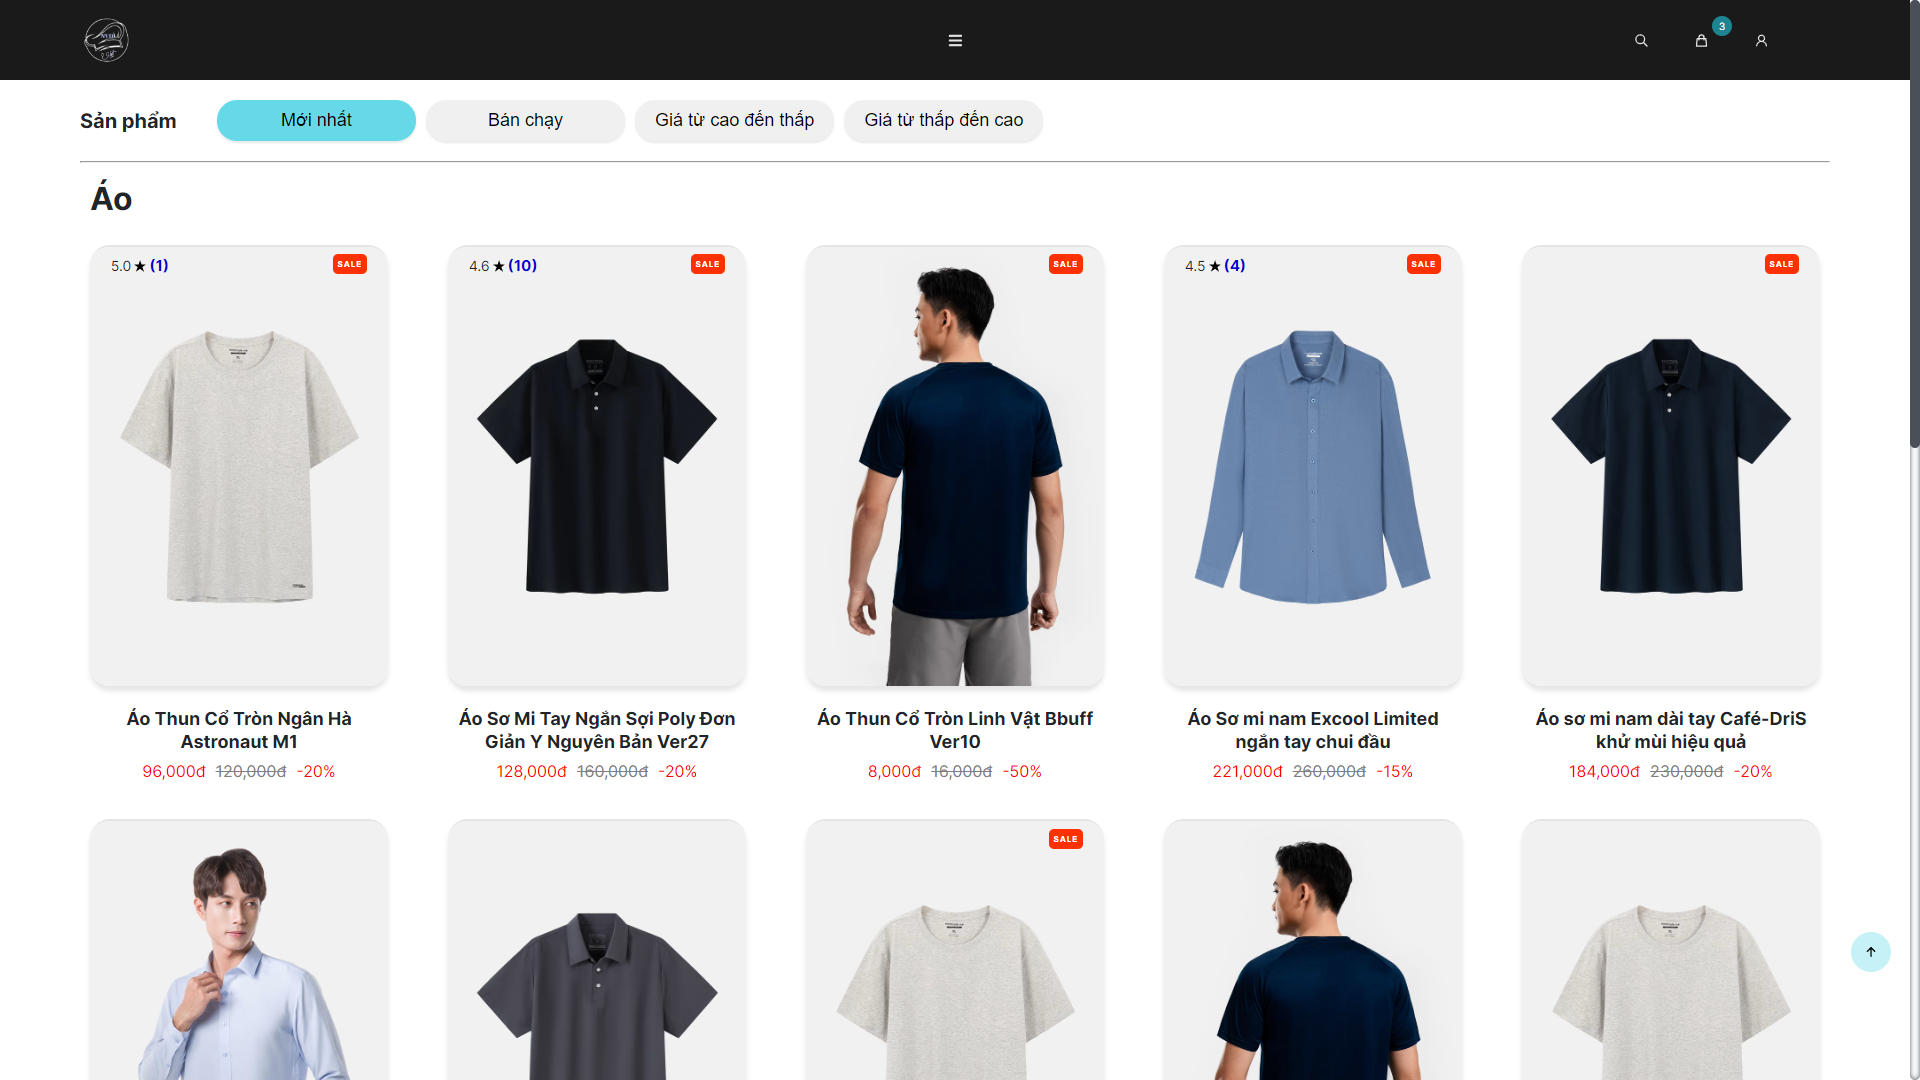 3
Sản phẩm
Mới nhất
Bán chạy
Giá từ cao đến thấp
Giá từ thấp đến cao
Áo
5.0 ★ (1)
SALE
4.6 ★ (10)
SALE
SALE
4.5 ★ (4)
SALE
SALE
Áo Thun Cổ Tròn Ngân Hà
Astronaut M1
96,000đ 120,000đ -20%
Áo Sơ Mi Tay Ngắn Sợi Poly Đơn
Giản Y Nguyên Bản Ver27
128,000đ 160,000đ -20%
Áo Thun Cổ Tròn Linh Vật Bbuff
Ver10
8,000đ 16,000đ -50%
Áo Sơ mi nam Excool Limited
ngắn tay chui đầu
221,000đ 260,000đ -15%
Áo sơ mi nam dài tay Café-DriS
khử mùi hiệu quả
184,000đ 230,000đ -20%
SALE